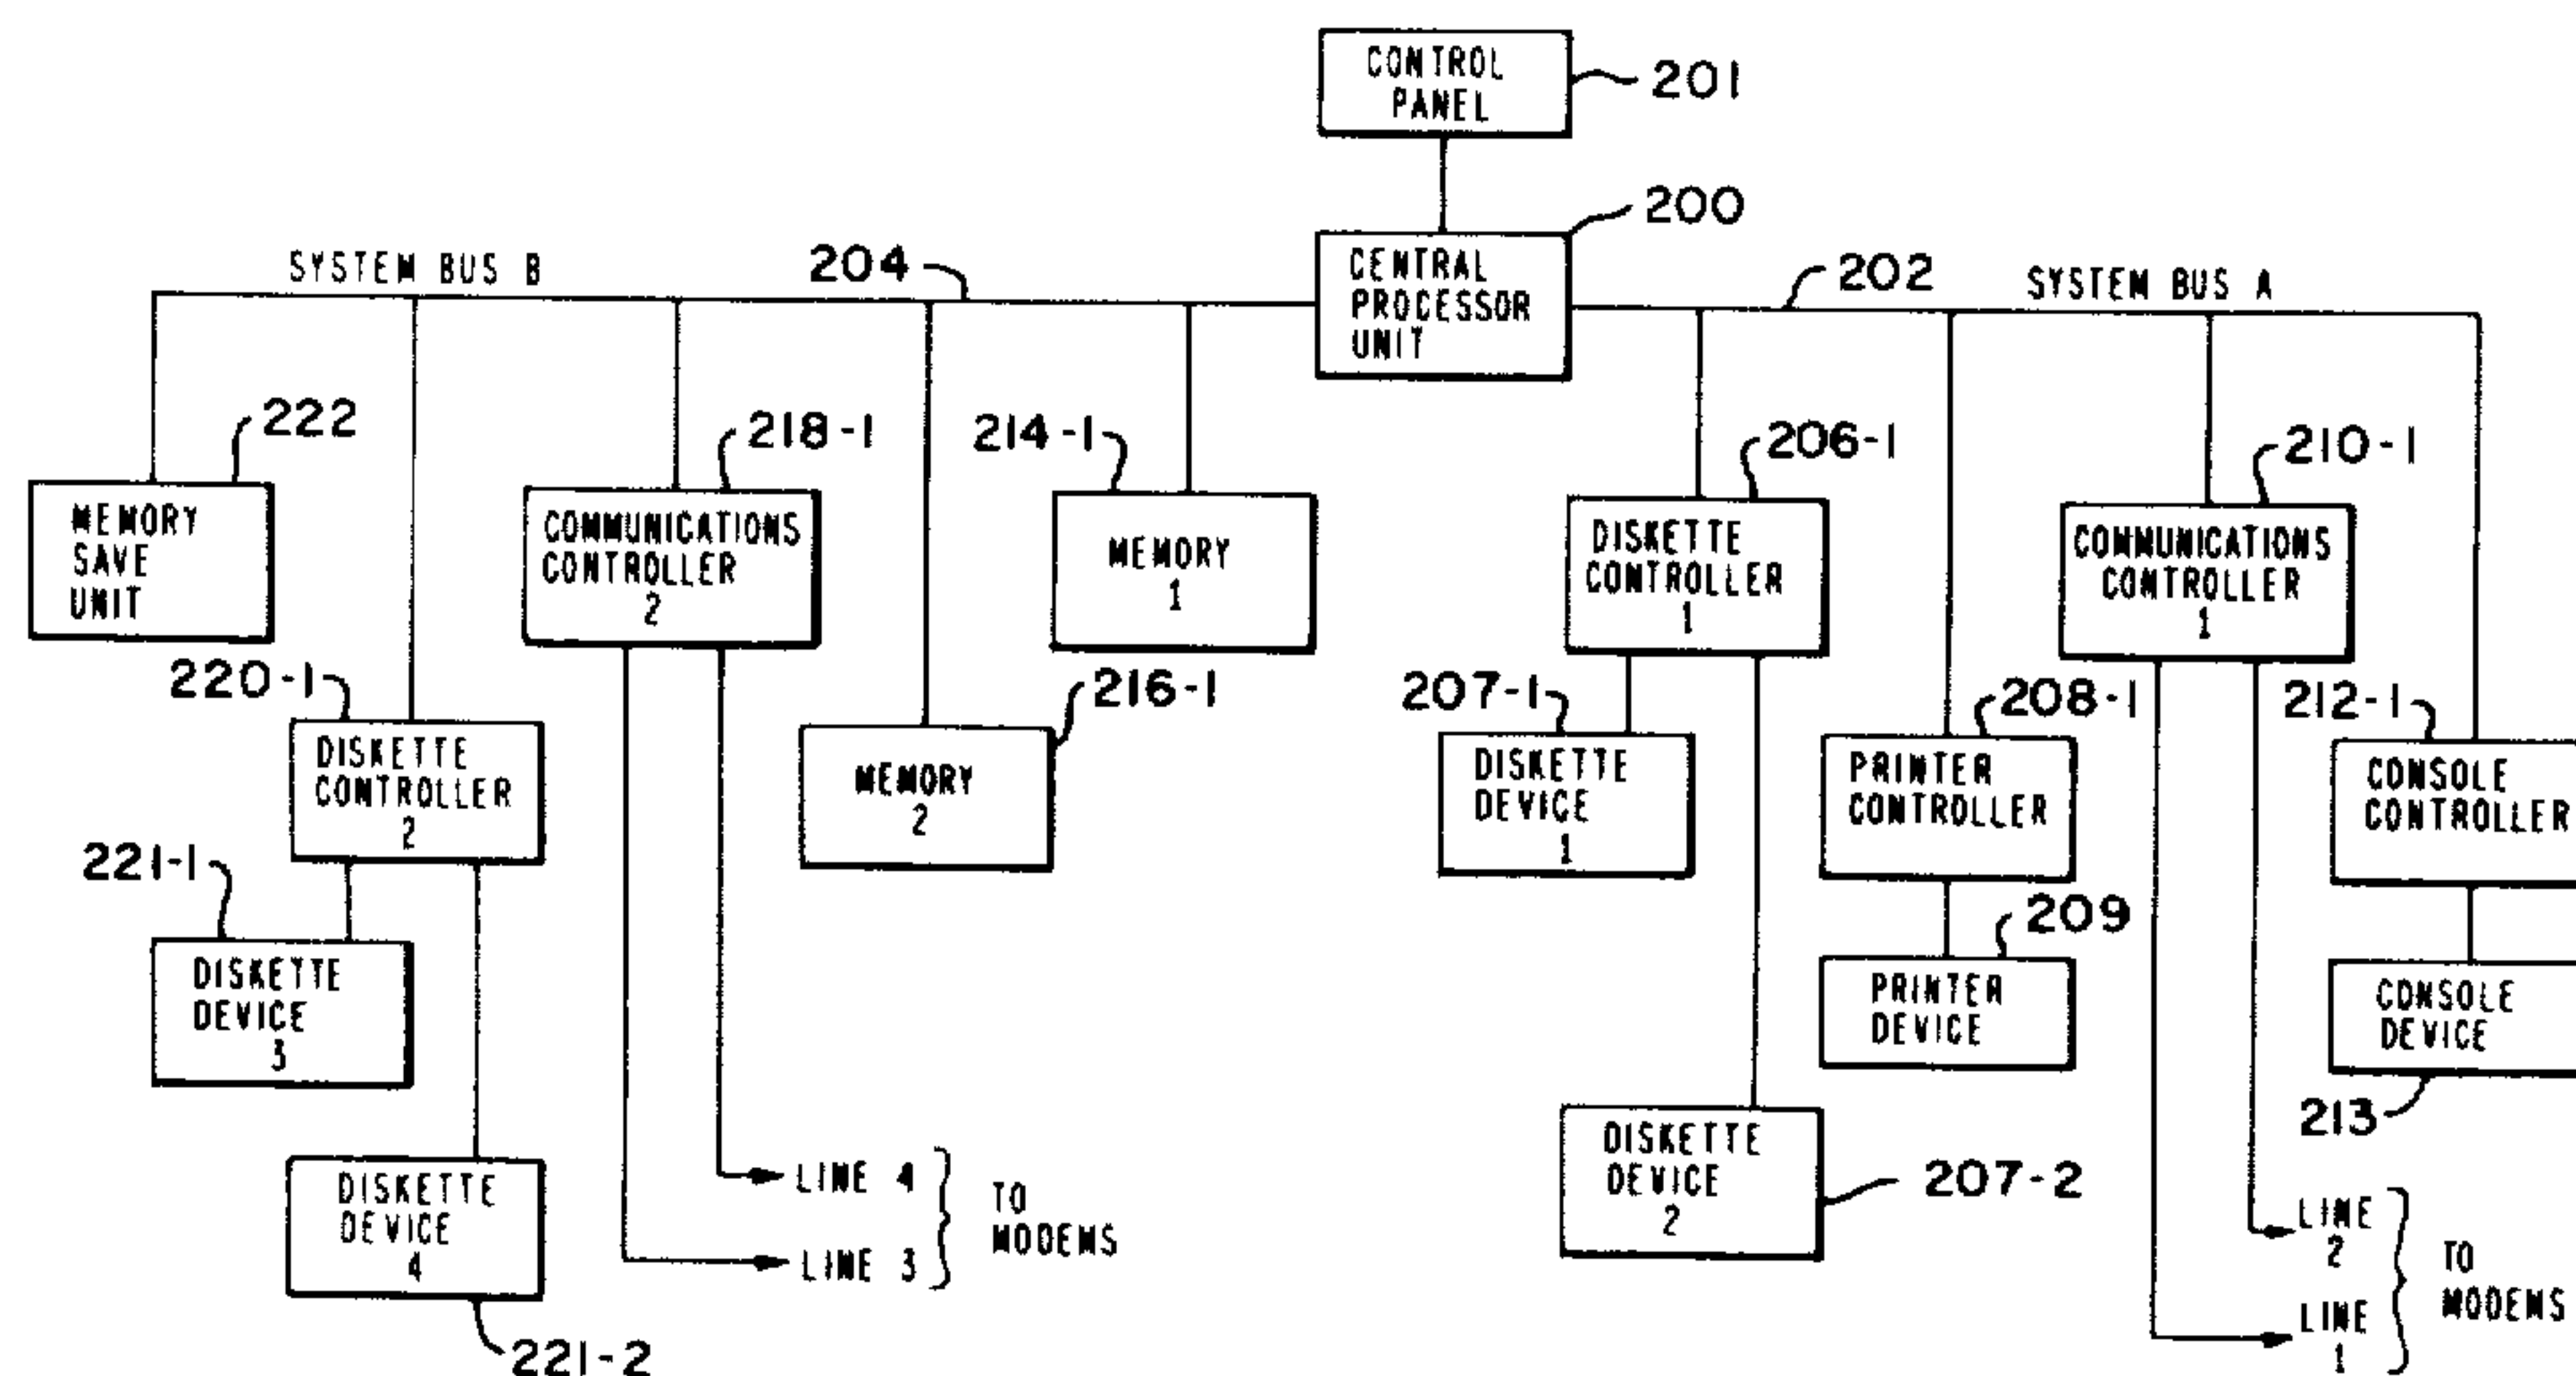 CONTROL
PANEL
201
200
CENTRAL
PROCESSOR
UNIT
SYSTEM BUS B
204
202
SYSTEM BUS A
222
MEMORY
SAVE
UNIT
218-1
COMMUNICATIONS
CONTROLLER
2
214-1
MEMORY
1
206-1
DISKETTE
CONTROLLER
1
210-1
COMMUNICATIONS
CONTROLLER
1
220-1
DISKETTE
CONTROLLER
2
216-1
MEMORY
2
207-1
DISKETTE
DEVICE
1
208-1
PRINTER
CONTROLLER
212-1
CONSOLE
CONTROLLER
221-1
DISKETTE
DEVICE
3
209
PRINTER
DEVICE
CONSOLE
DEVICE
213
DISKETTE
DEVICE
4
221-2
LINE 4
LINE 3
TO
MODEMS
DISKETTE
DEVICE
2
207-2
LINE
2
LINE
1
TO
MODEMS